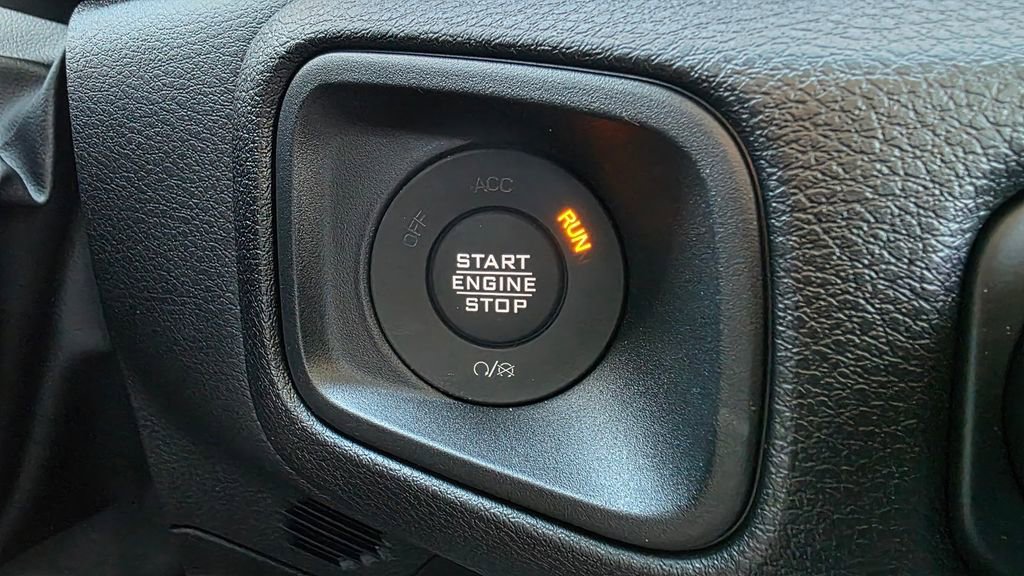 ACC
OFF
RUN
START
ENGINE
STOP